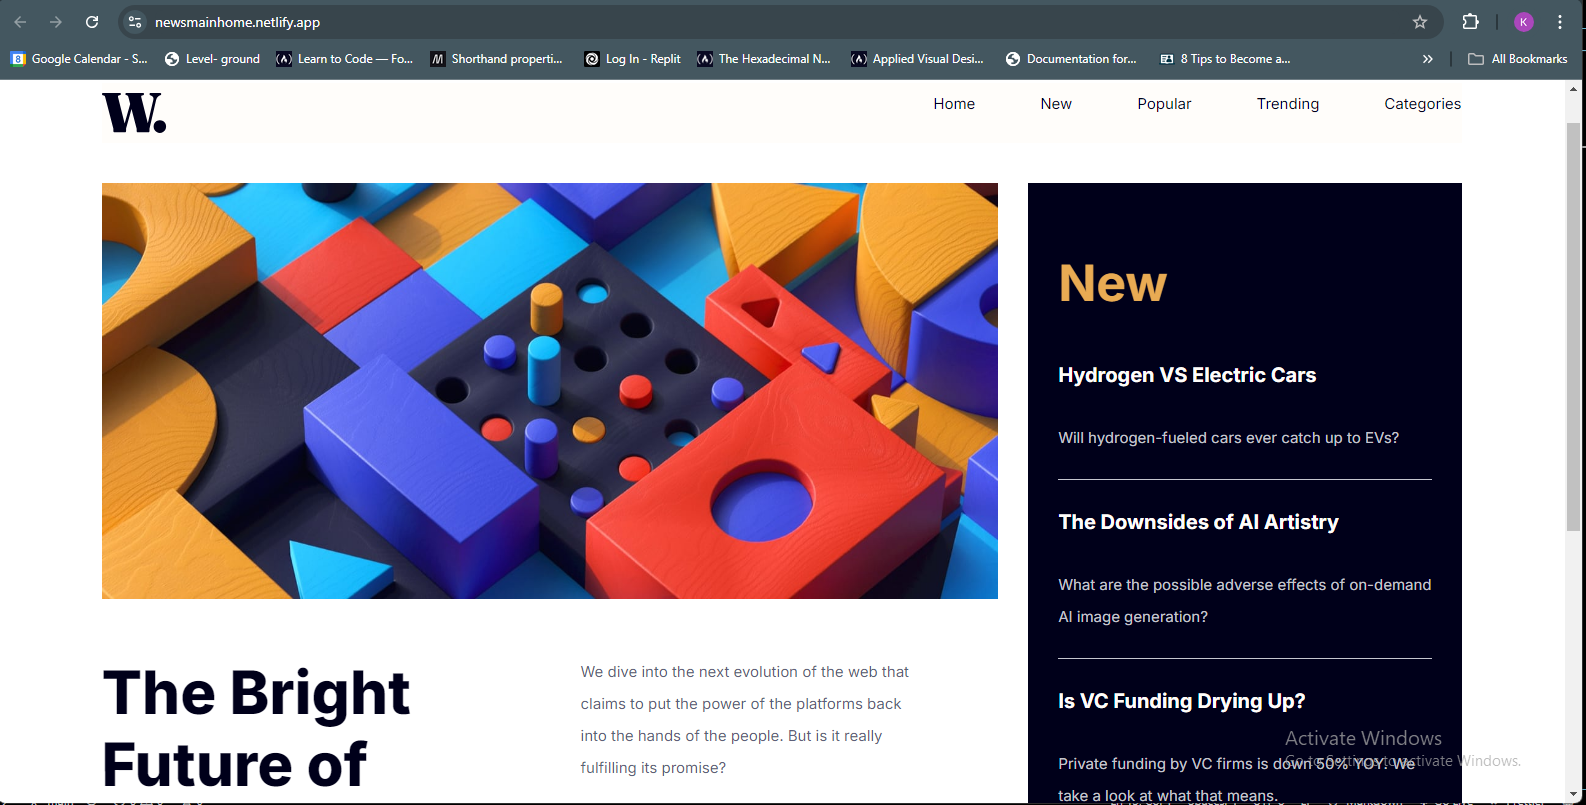 newsmainhome.netlify.app
K
8 Google Calendar - S...
Level- ground
Learn to Code — Fo...
Shorthand properti...
Log In - Replit
The Hexadecimal N...
Applied Visual Desi...
Documentation for...
8 Tips to Become a...
»
All Bookmarks
W.
Home New Popular Trending Categories
New
Hydrogen VS Electric Cars
Will hydrogen-fueled cars ever catch up to EVs?
The Downsides of AI Artistry
What are the possible adverse effects of on-demand
AI image generation?
Is VC Funding Drying Up?
Private funding by VC firms is down 50% YOY. We
take a look at what that means.
The Bright
Future of
We dive into the next evolution of the web that
claims to put the power of the platforms back
into the hands of the people. But is it really
fulfilling its promise?
Activate Windows
Go to Settings to activate Windows.